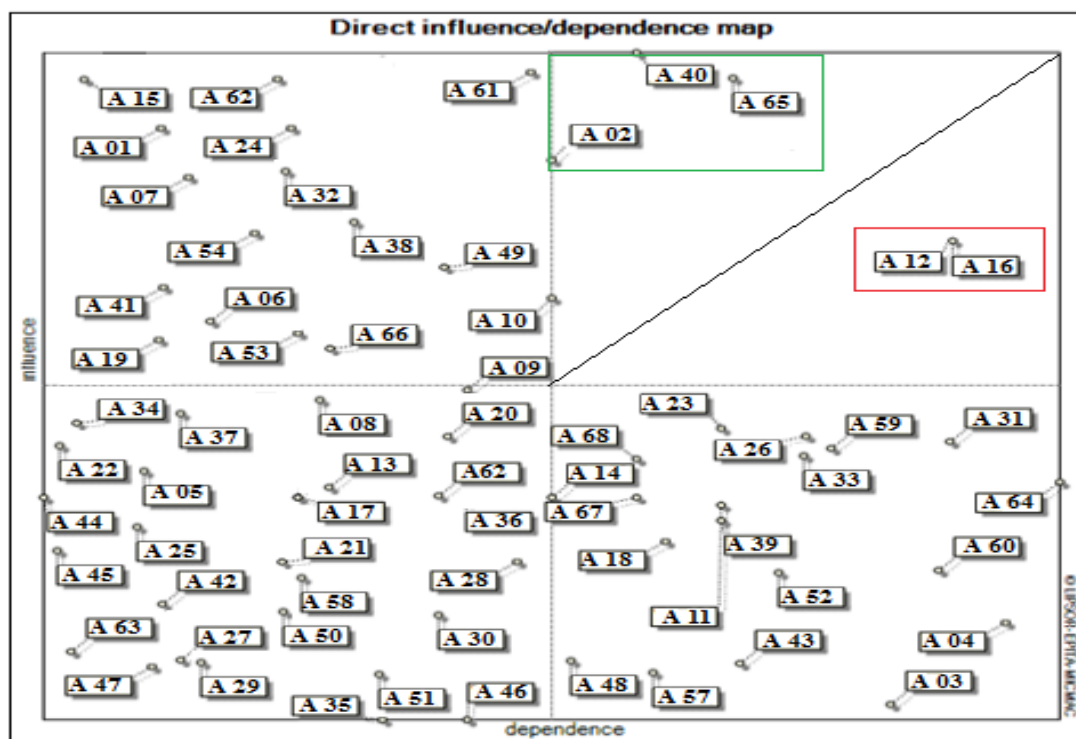 Direct influence/dependence map
A 15
A 62
A 61
A 40
A 65
A 01
A 24
A 02
A 07
A 32
A 54
A 38
A 49
A 12
A 16
A 41
A 06
A 10
A 19
A 53
A 66
A 09
influence
A 34
A 37
A 08
A 20
A 23
A 26
A 59
A 31
A 22
A 05
A 13
A62
A 68
A 14
A 33
A 44
A 17
A 36
A 67
A 64
A 45
A 25
A 21
A 18
A 39
A 60
A 42
A 58
A 28
A 52
A 63
A 27
A 50
A 30
A 11
A 43
A 04
A 47
A 29
A 35
A 51
A 46
A 48
A 57
A 03
dependence
© LIPSOR-EPITA-MICMAC